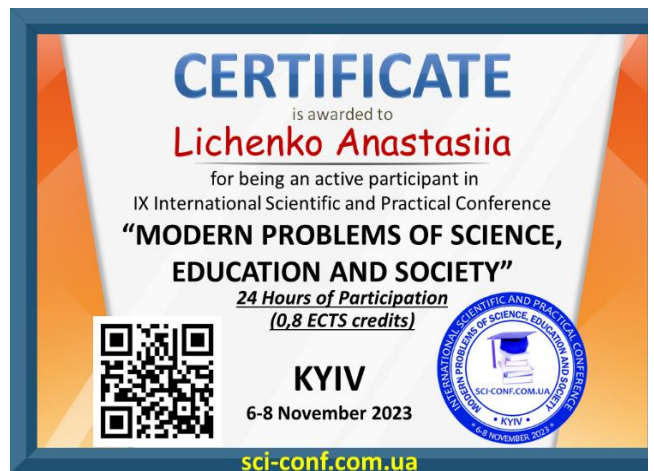 CERTIFICATE
is awarded to
Lichenko Anastasiia
for being an active participant in
IX International Scientific and Practical Conference
“MODERN PROBLEMS OF SCIENCE,
EDUCATION AND SOCIETY”
24 Hours of Participation
(0,8 ECTS credits)
KYIV
6-8 November 2023
INTERNATIONAL SCIENTIFIC AND PRACTICAL CONFERENCE
MODERN PROBLEMS OF SCIENCE, EDUCATION AND SOCIETY
SCI-CONF.COM.UA
• KYIV •
* 6-8 NOVEMBER 2023 *
sci-conf.com.ua